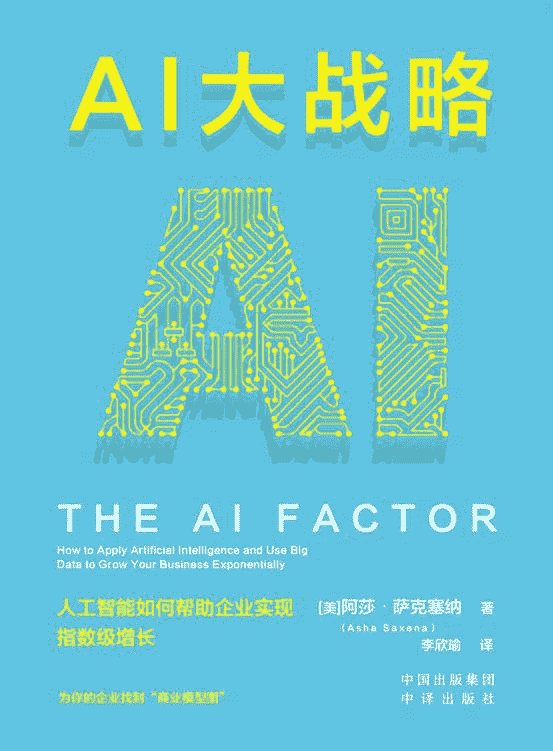 AI大战略
AI
THE AI FACTOR
How to Apply Artificial Intelligence and Use Big
Data to Grow Your Business Exponentially
人工智能如何帮助企业实现
指数级增长
[美]阿莎·萨克塞纳 著
(Asha Saxena)
李欣瑜 译
为你的企业找到“商业模型图”
中国出版集团
中译出版社